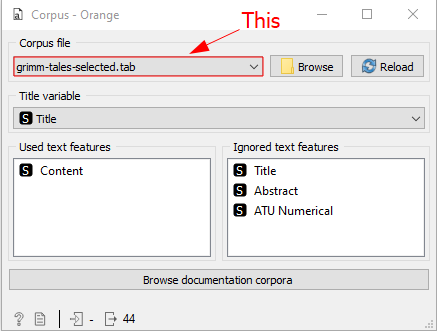 Corpus - Orange
This
Corpus file
grimm-tales-selected.tab
Browse
Reload
Title variable
S Title
Used text features
S Content
Ignored text features
S Title
S Abstract
S ATU Numerical
Browse documentation corpora
? - 44